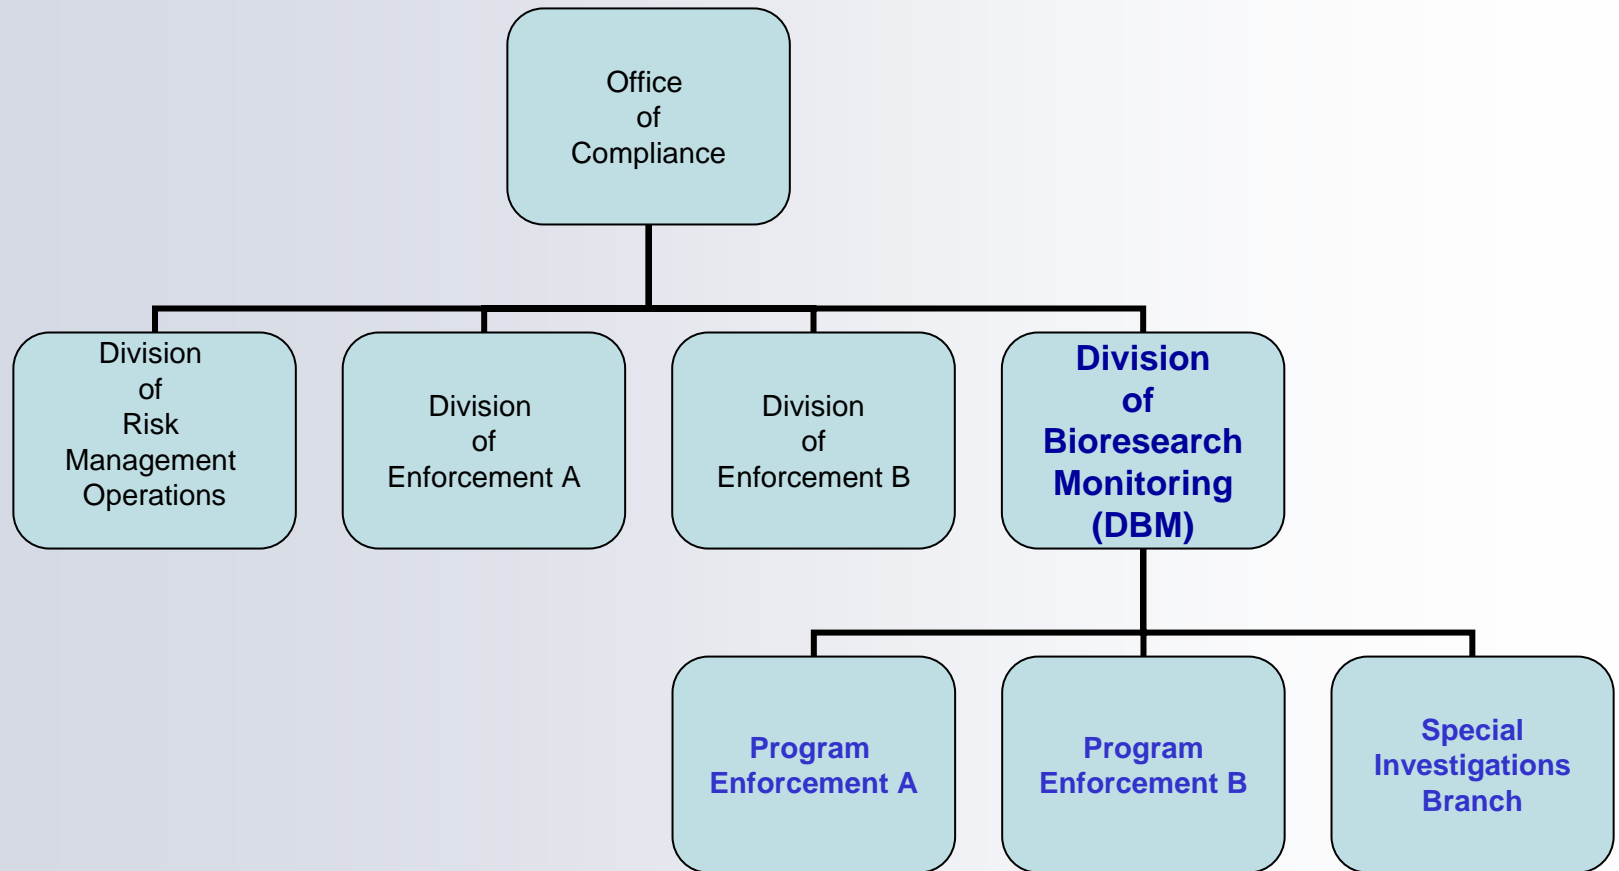 Office
of
Compliance
Division
of
Risk
Management
Operations
Division
of
Enforcement A
Division
of
Enforcement B
Division
of
Bioresearch
Monitoring
(DBM)
Program
Enforcement A
Program
Enforcement B
Special
Investigations
Branch